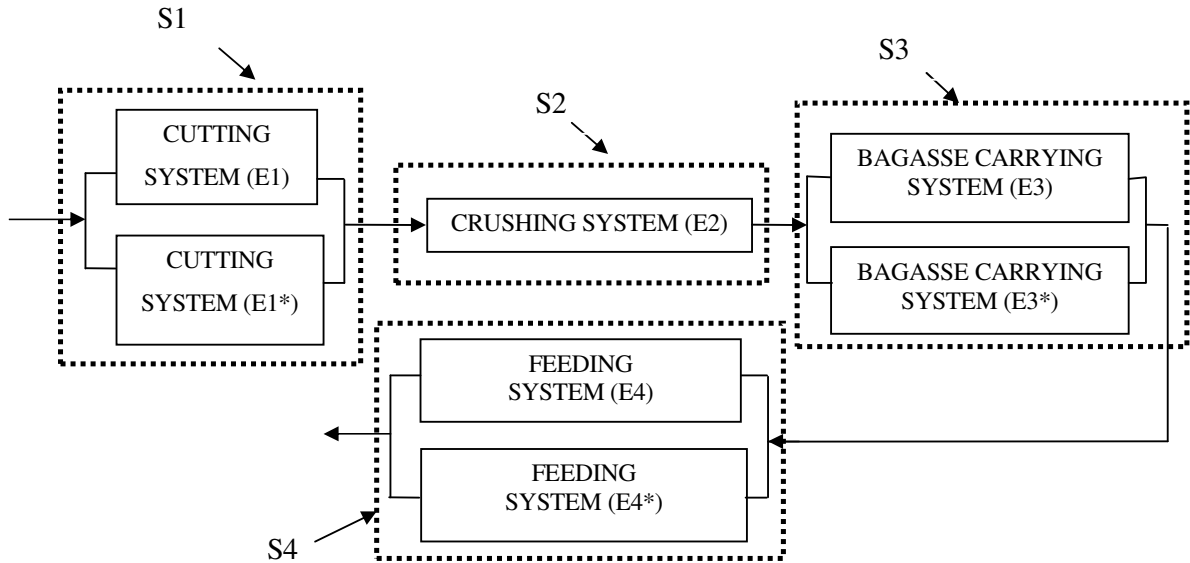 S1
CUTTING
SYSTEM (E1)
CUTTING
SYSTEM (E1*)
S2
CRUSHING SYSTEM (E2)
S3
BAGASSE CARRYING
SYSTEM (E3)
BAGASSE CARRYING
SYSTEM (E3*)
FEEDING
SYSTEM (E4)
FEEDING
SYSTEM (E4*)
S4